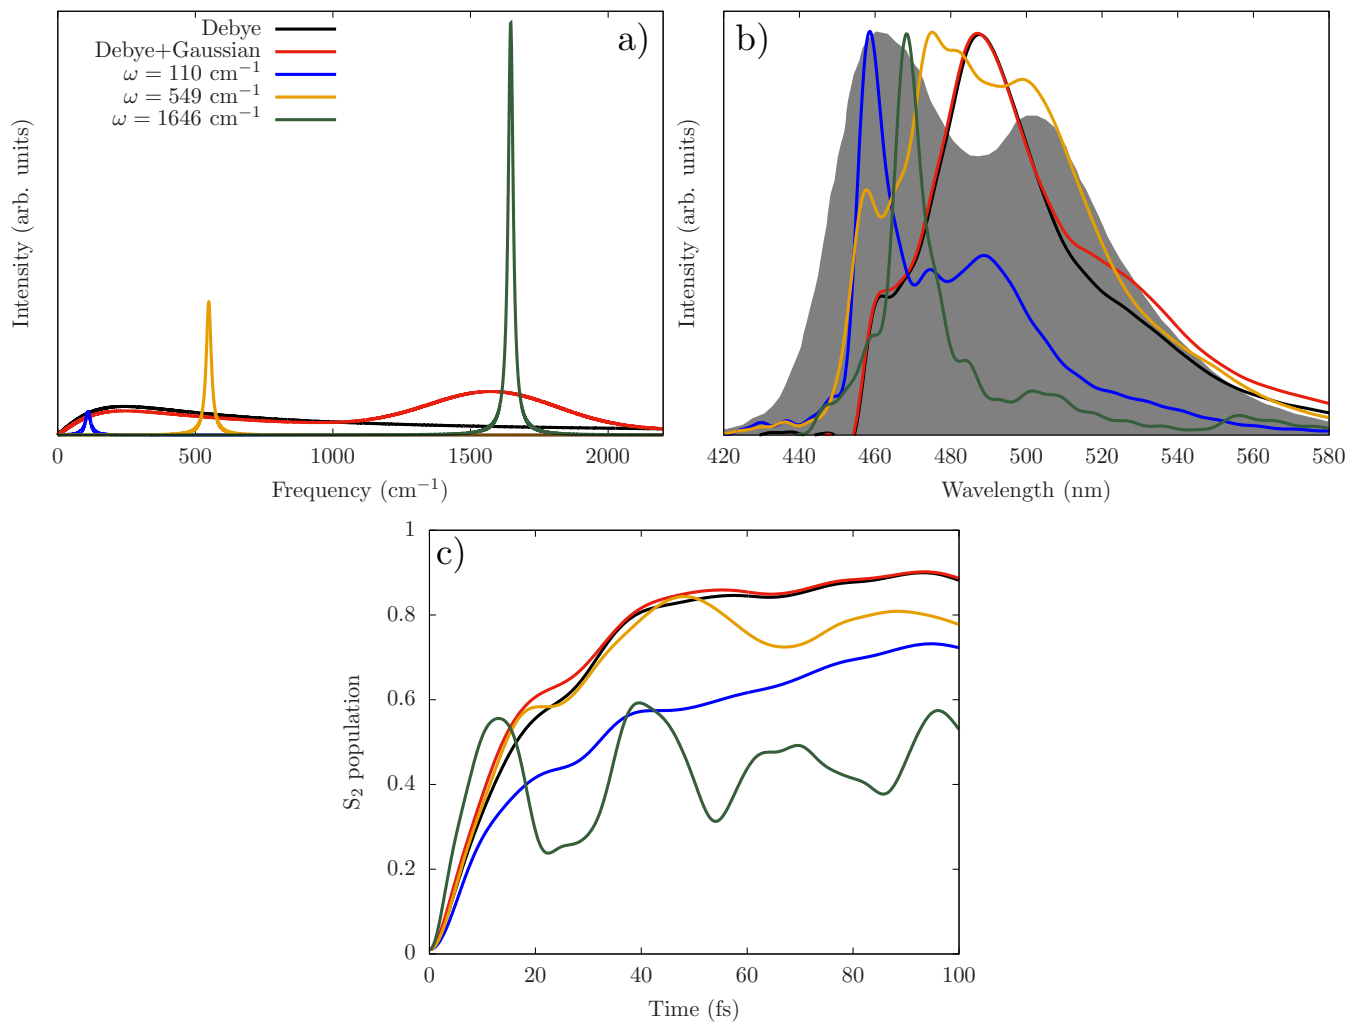 a)
Debye
Debye+Gaussian
ω = 110 cm⁻¹
ω = 549 cm⁻¹
ω = 1646 cm⁻¹
Intensity (arb. units)
0 500 1000 1500 2000
Frequency (cm⁻¹)
b)
Intensity (arb. units)
420 440 460 480 500 520 540 560 580
Wavelength (nm)
c)
1
0.8
0.6
0.4
0.2
0
S₂ population
0 20 40 60 80 100
Time (fs)